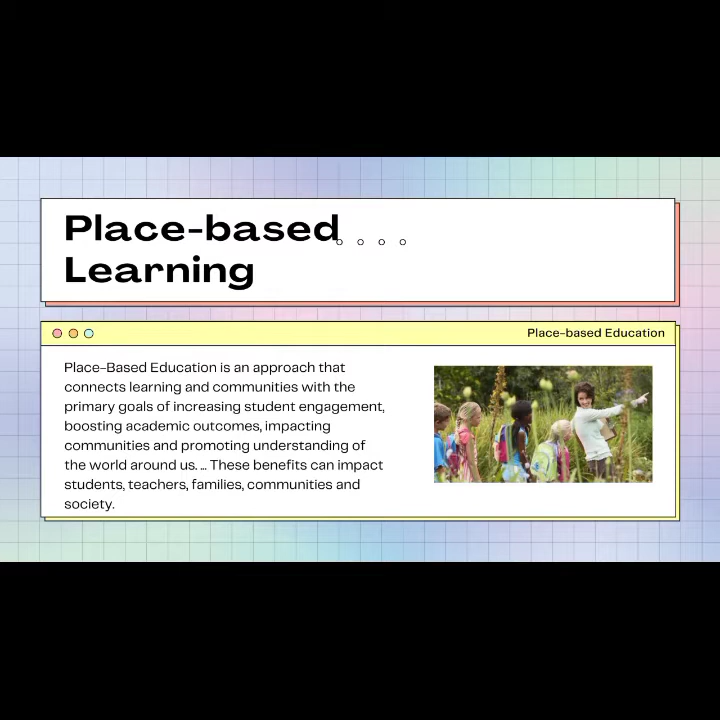 Place-based
Learning
Place-based Education
Place-Based Education is an approach that
connects learning and communities with the
primary goals of increasing student engagement,
boosting academic outcomes, impacting
communities and promoting understanding of
the world around us. ... These benefits can impact
students, teachers, families, communities and
society.